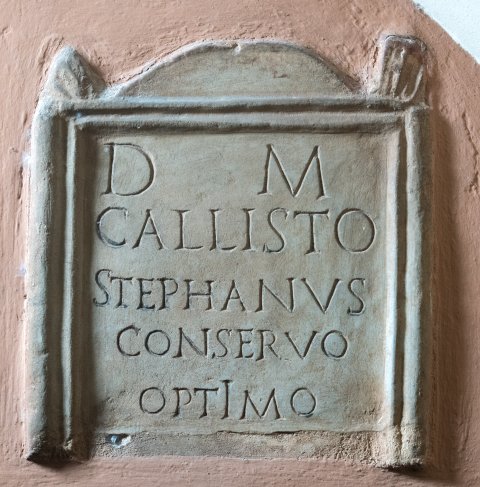 D M
CALLISTO
STEPHANVS
CONSERVO
OPTIMO